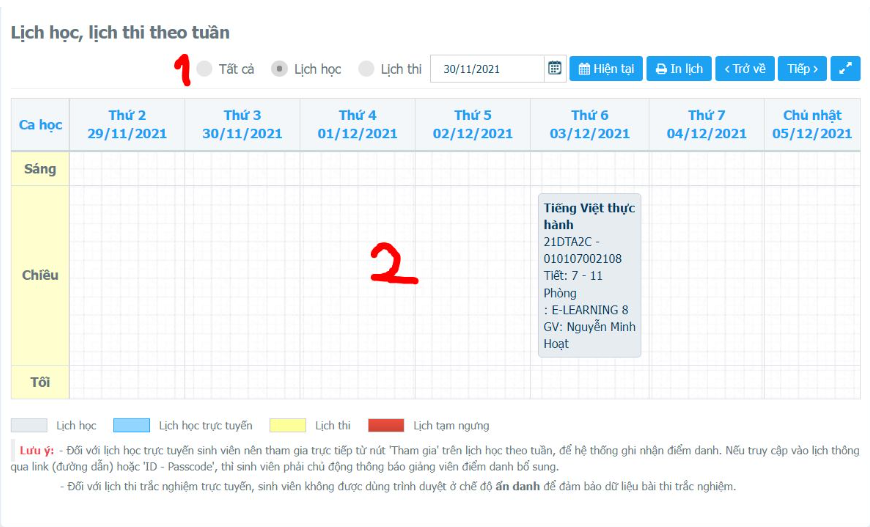 Lịch học, lịch thi theo tuần
1 Tất cả Lịch học Lịch thi 30/11/2021 Hiện tại In lịch < Trở về Tiếp >
Ca học Thứ 2 Thứ 3 Thứ 4 Thứ 5 Thứ 6 Thứ 7 Chủ nhật
29/11/2021 30/11/2021 01/12/2021 02/12/2021 03/12/2021 04/12/2021 05/12/2021
Sáng
Chiều
2
Tiếng Việt thực
hành
21DTA2C -
010107002108
Tiết: 7 - 11
Phòng
: E-LEARNING 8
GV: Nguyễn Minh
Hoạt
Tối
Lịch học Lịch học trực tuyến Lịch thi Lịch tạm ngưng
Lưu ý: - Đối với lịch học trực tuyến sinh viên nên tham gia trực tiếp từ nút 'Tham gia' trên lịch học theo tuần, để hệ thống ghi nhận điểm danh. Nếu truy cập vào lịch thông
qua link (đường dẫn) hoặc 'ID - Passcode', thì sinh viên phải chủ động thông báo giảng viên điểm danh bổ sung.
- Đối với lịch thi trắc nghiệm trực tuyến, sinh viên không được dùng trình duyệt ở chế độ ẩn danh để đảm bảo dữ liệu bài thi trắc nghiệm.